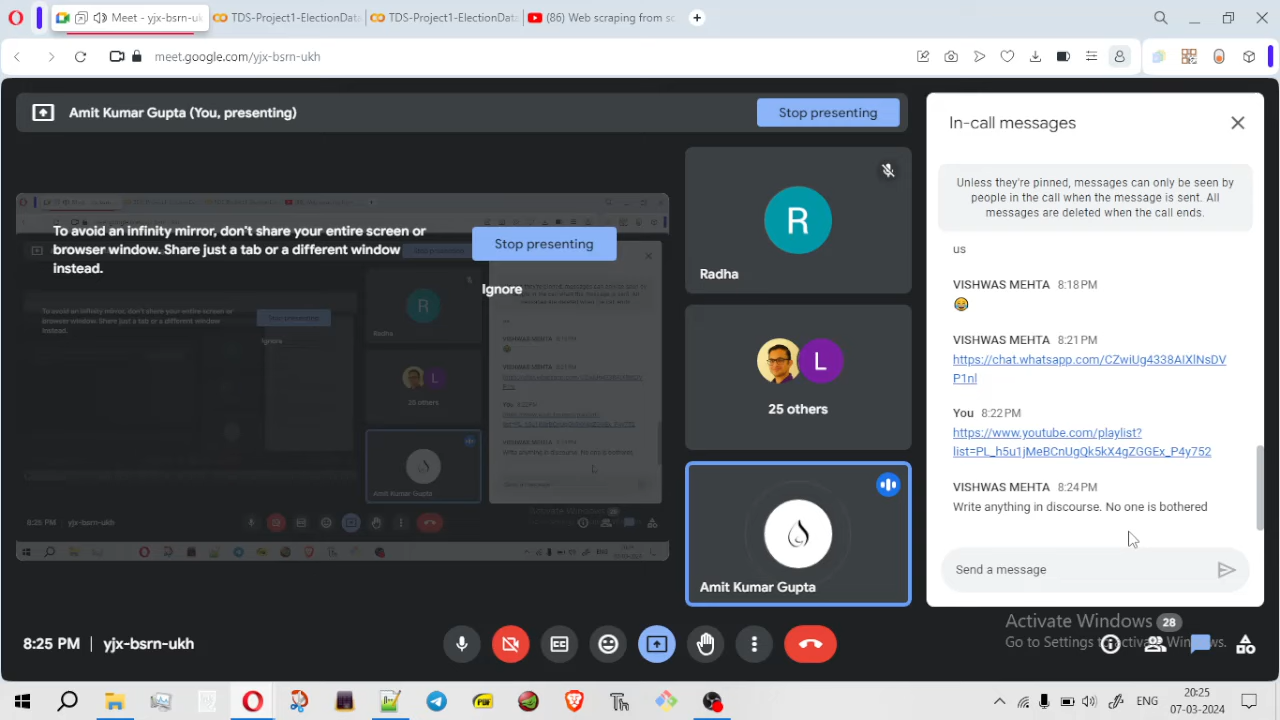 Meet - yjx-bsrn-uk
TDS-Project1-ElectionData
TDS-Project1-ElectionData
(86) Web scraping from sc
meet.google.com/yjx-bsrn-ukh
Amit Kumar Gupta (You, presenting)
Stop presenting
To avoid an infinity mirror, don't share your entire screen or
browser window. Share just a tab or a different window
instead.
Stop presenting
Ignore
R
Radha
L
25 others
Amit Kumar Gupta
In-call messages
Unless they're pinned, messages can only be seen by
people in the call when the message is sent. All
messages are deleted when the call ends.
us
VISHWAS MEHTA 8:18 PM
😂
VISHWAS MEHTA 8:21 PM
https://chat.whatsapp.com/CZwiUg4338AIXlNsDV
P1nl
You 8:22 PM
https://www.youtube.com/playlist?
list=PL_h5u1jMeBCnUgQk5kX4gZGGEx_P4y752
VISHWAS MEHTA 8:24 PM
Write anything in discourse. No one is bothered
Send a message
Activate Windows
28
Go to Settings to activate Windows.
8:25 PM | yjx-bsrn-ukh
ENG
20:25
07-03-2024